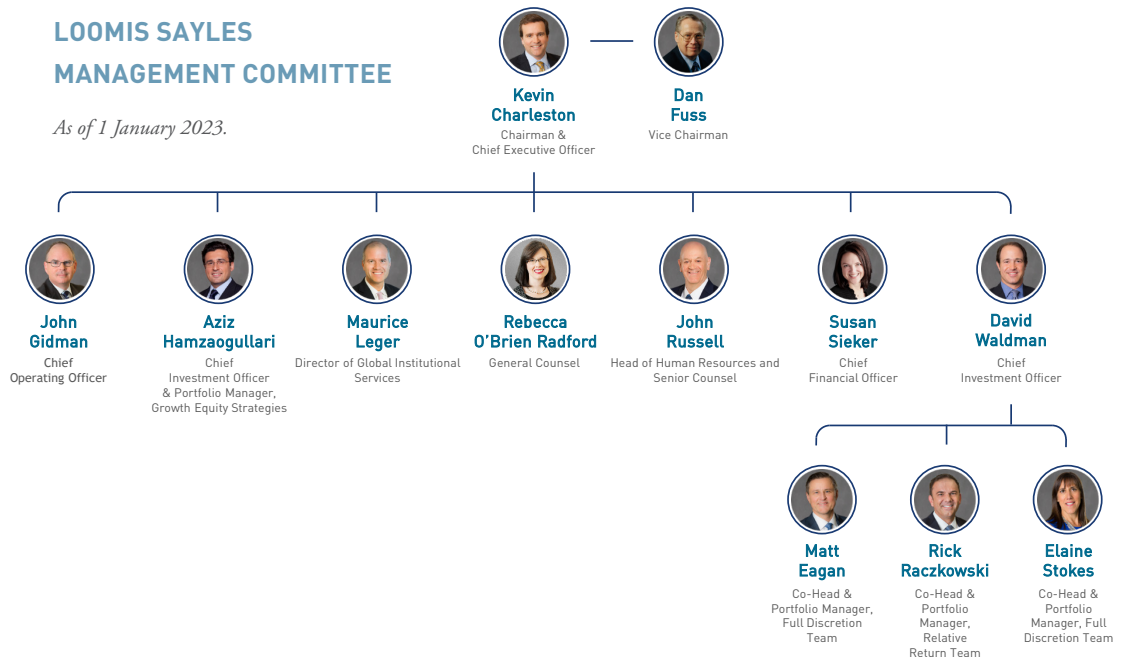 LOOMIS SAYLES
MANAGEMENT COMMITTEE
As of 1 January 2023.
Kevin
Charleston
Chairman &
Chief Executive Officer
Dan
Fuss
Vice Chairman
John
Gidman
Chief
Operating Officer
Aziz
Hamzaogullari
Chief
Investment Officer
& Portfolio Manager,
Growth Equity Strategies
Maurice
Leger
Director of Global Institutional
Services
Rebecca
O'Brien Radford
General Counsel
John
Russell
Head of Human Resources and
Senior Counsel
Susan
Sieker
Chief
Financial Officer
David
Waldman
Chief
Investment Officer
Matt
Eagan
Co-Head &
Portfolio Manager,
Full Discretion
Team
Rick
Raczkowski
Co-Head &
Portfolio
Manager,
Relative
Return Team
Elaine
Stokes
Co-Head &
Portfolio
Manager, Full
Discretion Team